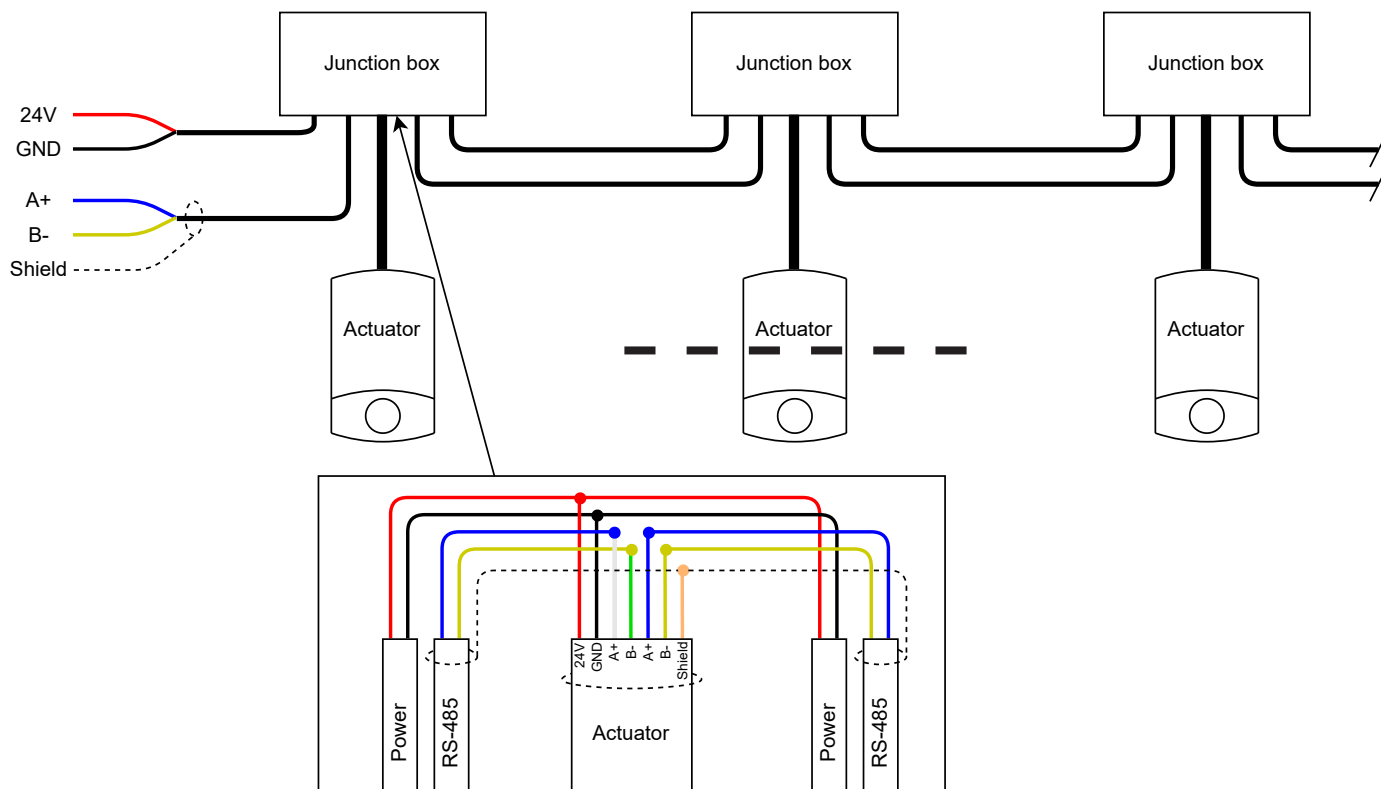 Junction box
Junction box
Junction box
24V
GND
A+
B-
Shield
Actuator
Actuator
Actuator
24V
GND
A+
B-
A+
B-
Shield
Power
RS-485
Actuator
Power
RS-485